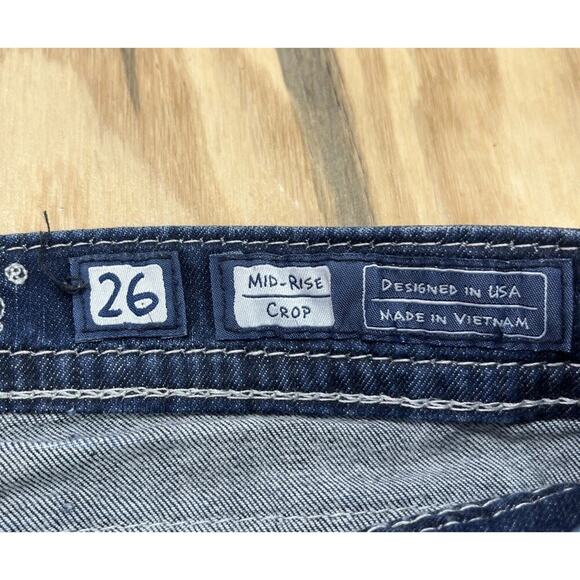 ®
26
MID-RISE
CROP
DESIGNED IN USA
MADE IN VIETNAM